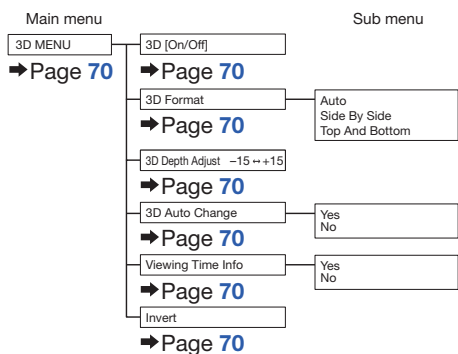 Main menu
Sub menu
3D MENU
➡Page 70
3D [On/Off]
➡Page 70
3D Format
➡Page 70
Auto
Side By Side
Top And Bottom
3D Depth Adjust −15 ↔ +15
➡Page 70
3D Auto Change
➡Page 70
Yes
No
Viewing Time Info
➡Page 70
Yes
No
Invert
➡Page 70